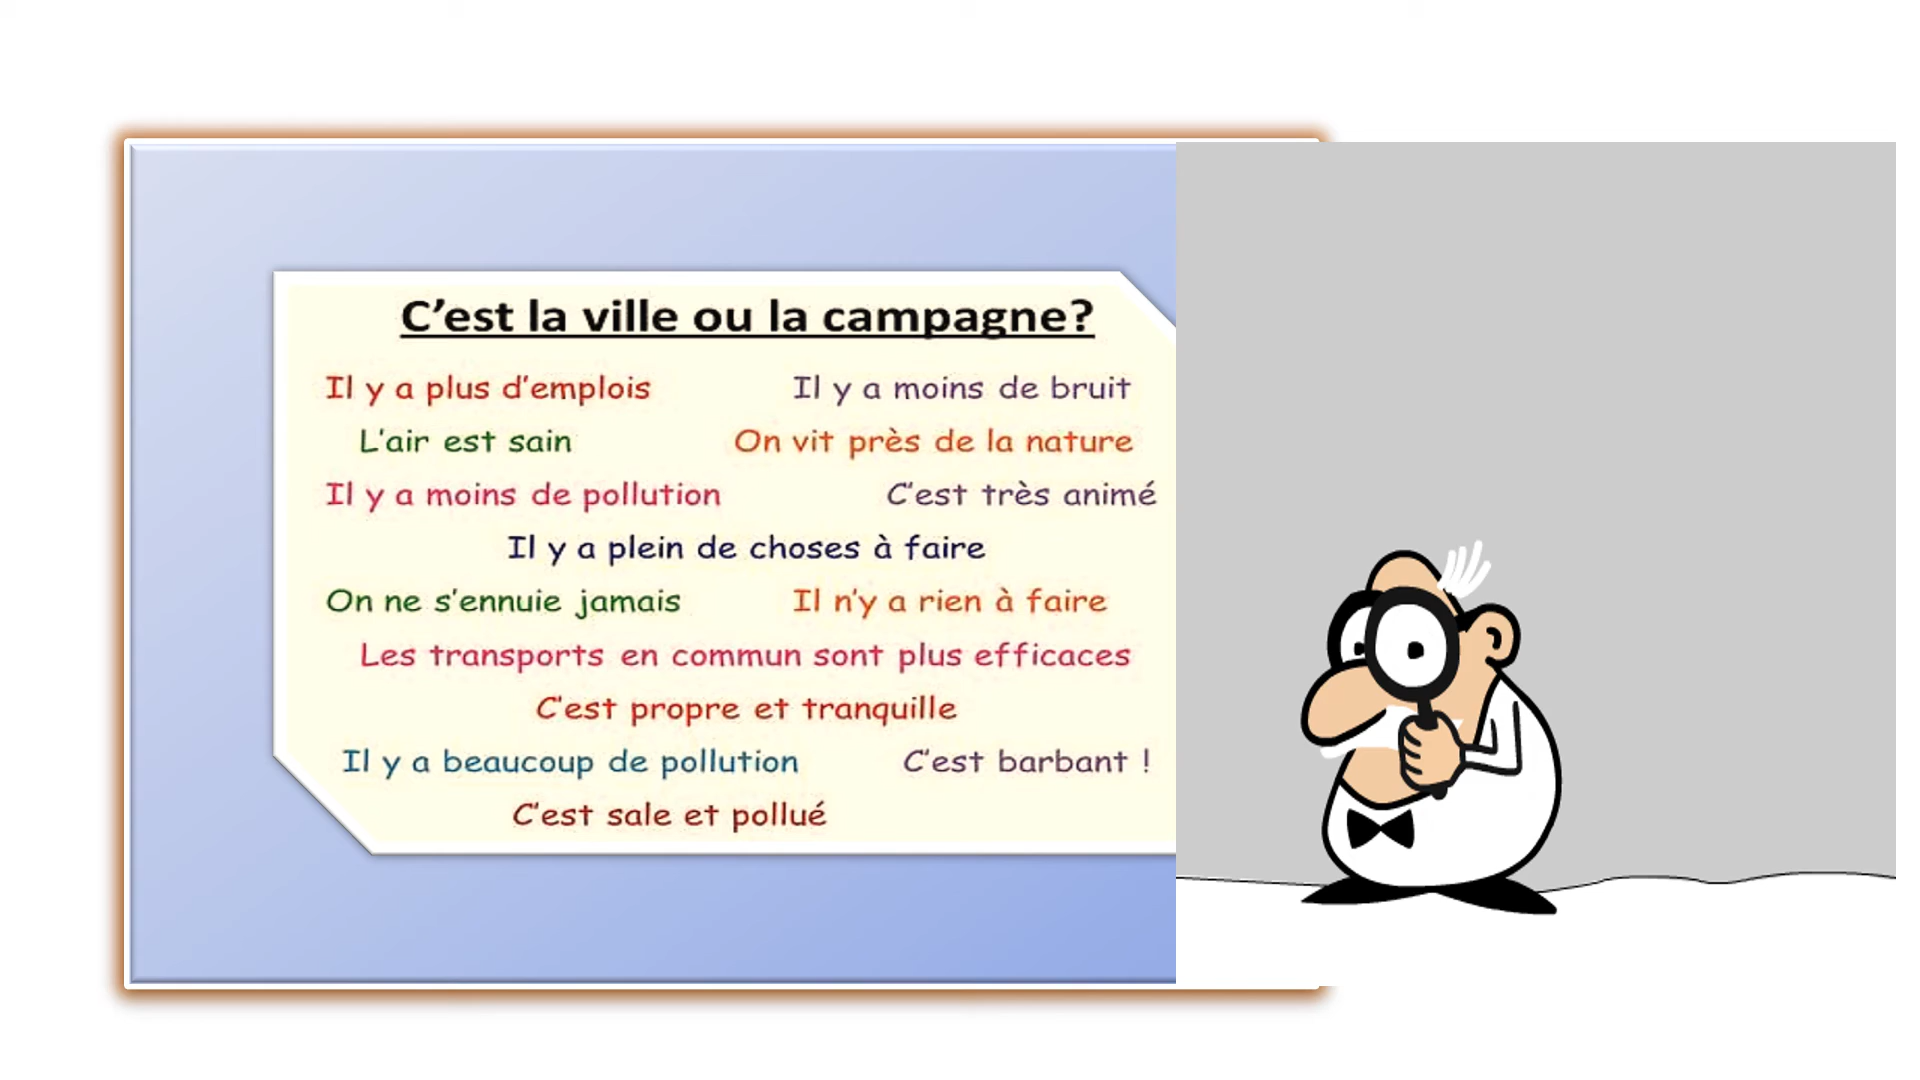 C'est la ville ou la campagne?
Il y a plus d'emplois Il y a moins de bruit
L'air est sain On vit près de la nature
Il y a moins de pollution C'est très animé
Il y a plein de choses à faire
On ne s'ennuie jamais Il n'y a rien à faire
Les transports en commun sont plus efficaces
C'est propre et tranquille
Il y a beaucoup de pollution C'est barbant !
C'est sale et pollué